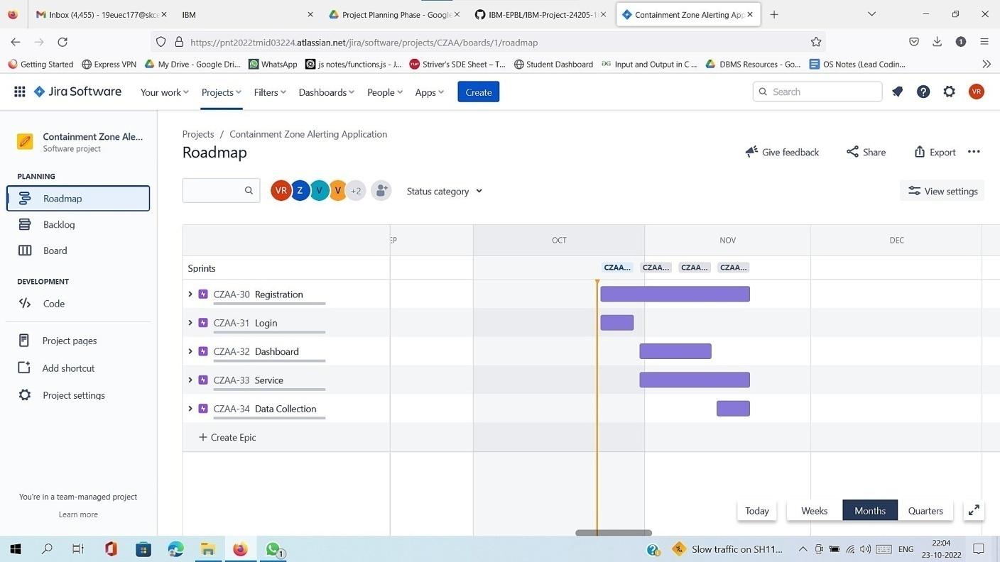 Inbox (4,455) - 19euec177@skce
IBM
Project Planning Phase - Google
IBM-EPBL/IBM-Project-24205-1
Containment Zone Alerting App
https://pnt2022tmid03224.atlassian.net/jira/software/projects/CZAA/boards/1/roadmap
1
Getting Started
Express VPN
My Drive - Google Dri...
WhatsApp
js notes/functions.js - J...
Striver's SDE Sheet – T...
Student Dashboard
Input and Output in C ...
DBMS Resources - Go...
OS Notes (Lead Codin...
Jira Software
Your work
Projects
Filters
Dashboards
People
Apps
Create
Search
VR
Containment Zone Ale...
Software project
PLANNING
Roadmap
Backlog
Board
DEVELOPMENT
Code
Project pages
Add shortcut
Project settings
You're in a team-managed project
Learn more
Projects / Containment Zone Alerting Application
Roadmap
Give feedback
Share
Export
VR Z V V +2
Status category
View settings
EP
OCT
NOV
DEC
Sprints
CZAA... CZAA... CZAA... CZAA...
CZAA-30 Registration
CZAA-31 Login
CZAA-32 Dashboard
CZAA-33 Service
CZAA-34 Data Collection
+ Create Epic
Today
Weeks
Months
Quarters
1
Slow traffic on SH11...
ENG
22:04
23-10-2022